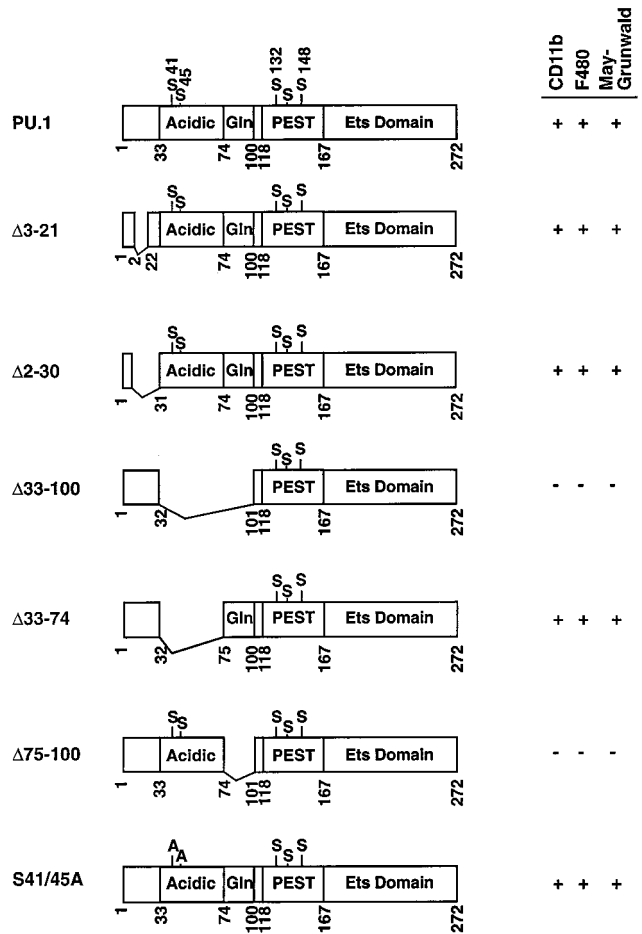 CD11b F480 May-Grunwald
S 41 S 45 S 132 S S 148
PU.1 Acidic Gln PEST Ets Domain + + +
1 33 74 100 118 167 272
S S S S S
Δ3-21 Acidic Gln PEST Ets Domain + + +
1 2 22 74 100 118 167 272
S S S S S
Δ2-30 Acidic Gln PEST Ets Domain + + +
1 31 74 100 118 167 272
S S S
Δ33-100 PEST Ets Domain - - -
1 32 101 118 167 272
S S S
Δ33-74 Gln PEST Ets Domain + + +
1 32 75 100 118 167 272
S S S S S
Δ75-100 Acidic PEST Ets Domain - - -
1 33 74 101 118 167 272
A A S S S
S41/45A Acidic Gln PEST Ets Domain + + +
1 33 74 100 118 167 272